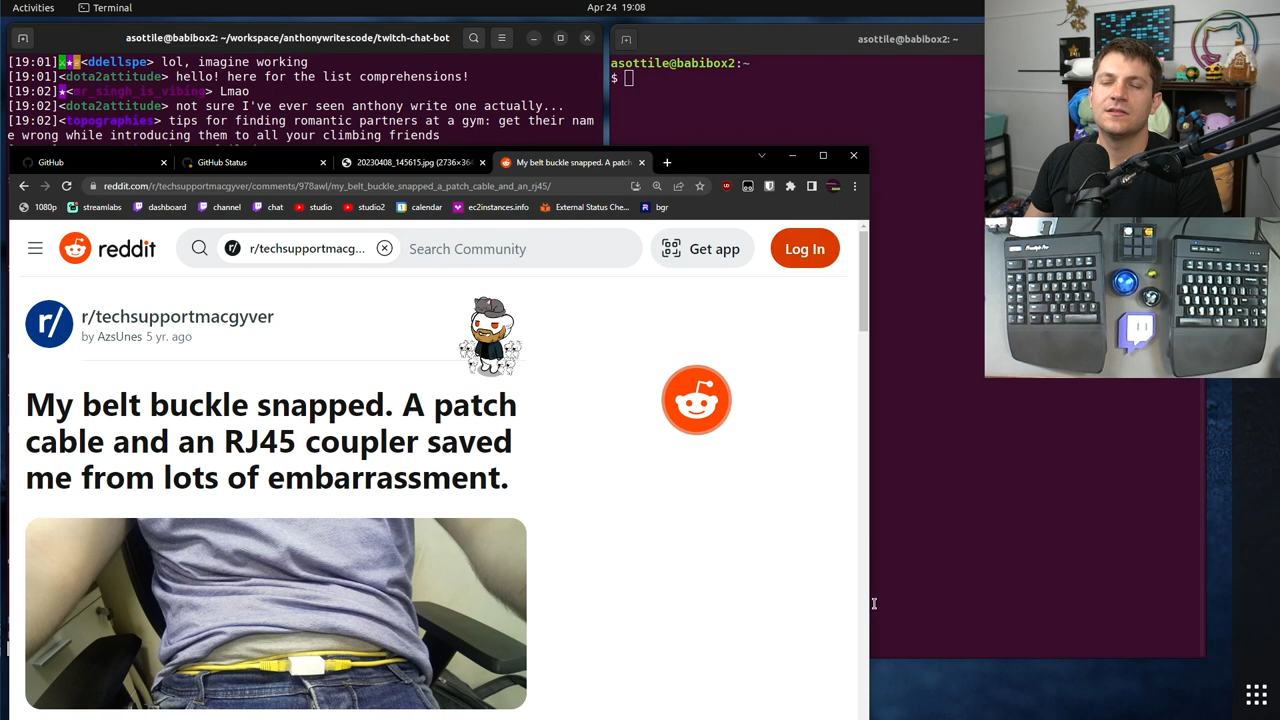 Activities
Terminal
Apr 24 19:08
asottile@babibox2: ~/workspace/anthonywritescode/twitch-chat-bot
[19:01] <ddellspe> lol, imagine working
[19:01]<dota2attitude> hello! here for the list comprehensions!
[19:02] <mr_singh_is_vibing> Lmao
[19:02]<dota2attitude> not sure I've ever seen anthony write one actually...
[19:02]<topographies> tips for finding romantic partners at a gym: get their nam
e wrong while introducing them to all your climbing friends
asottile@babibox2: ~
asottile@babibox2:~
$
GitHub
GitHub Status
20230408_145615.jpg (2736×36
My belt buckle snapped. A patch
reddit.com/r/techsupportmacgyver/comments/978awl/my_belt_buckle_snapped_a_patch_cable_and_an_rj45/
1080p
streamlabs
dashboard
channel
chat
studio
studio2
calendar
ec2instances.info
External Status Che...
bgr
reddit
r/techsupportmacg...
Search Community
Get app
Log In
r/
r/techsupportmacgyver
by AzsUnes 5 yr. ago
My belt buckle snapped. A patch
cable and an RJ45 coupler saved
me from lots of embarrassment.